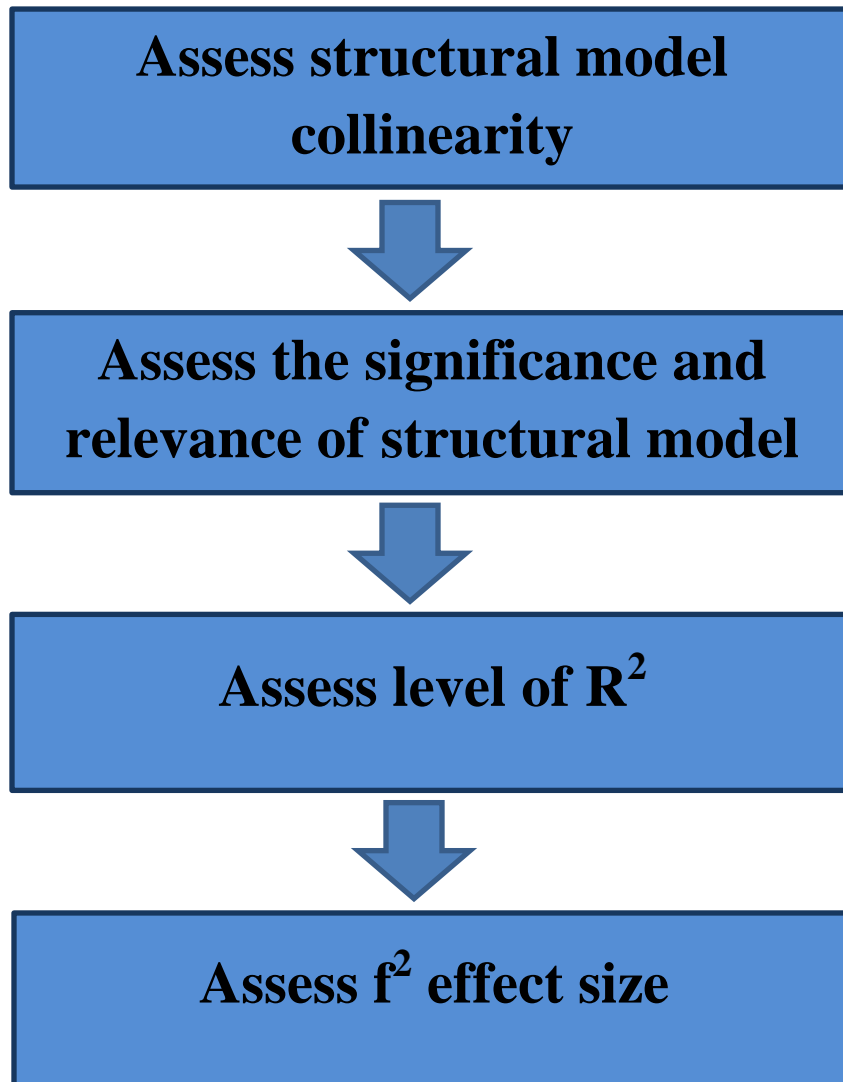 Assess structural model
collinearity
Assess the significance and
relevance of structural model
Assess level of R²
Assess f² effect size